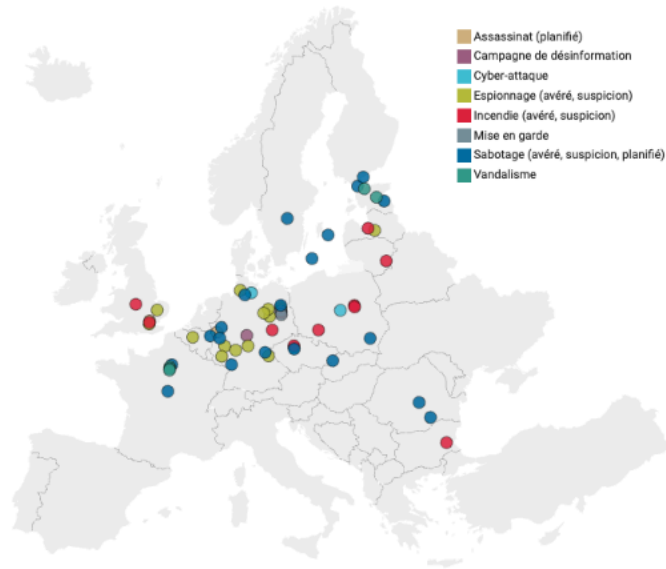 Assassinat (planifié)
Campagne de désinformation
Cyber-attaque
Espionnage (avéré, suspicion)
Incendie (avéré, suspicion)
Mise en garde
Sabotage (avéré, suspicion, planifié)
Vandalisme